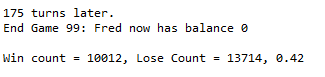 175 turns later.
End Game 99: Fred now has balance 0
Win count = 10012, Lose Count = 13714, 0.42